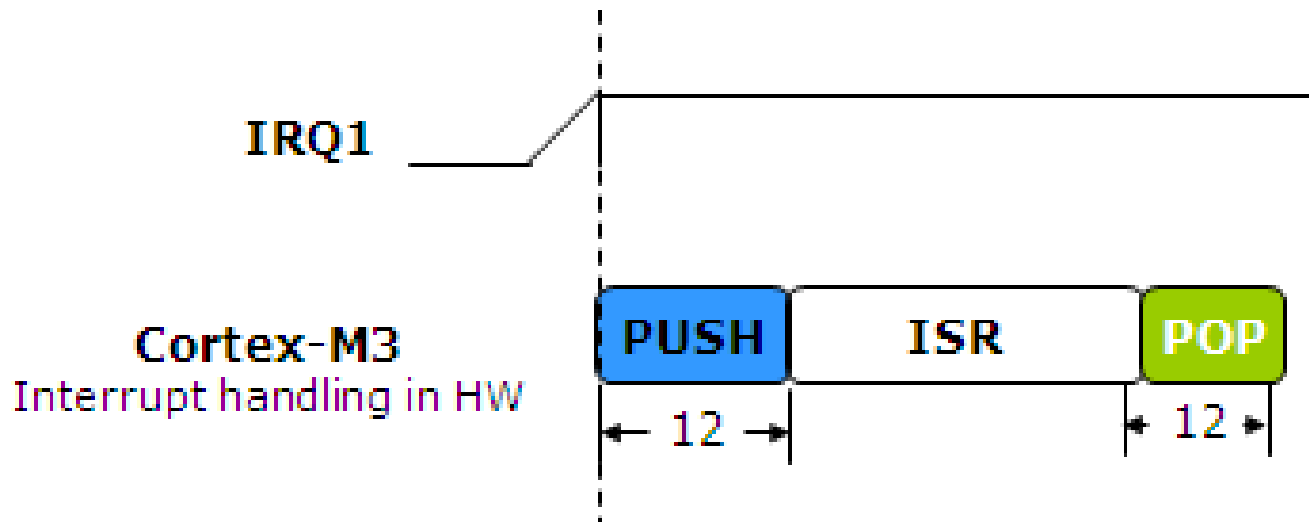 IRQ1
Cortex-M3
Interrupt handling in HW
PUSH
ISR
POP
12
12